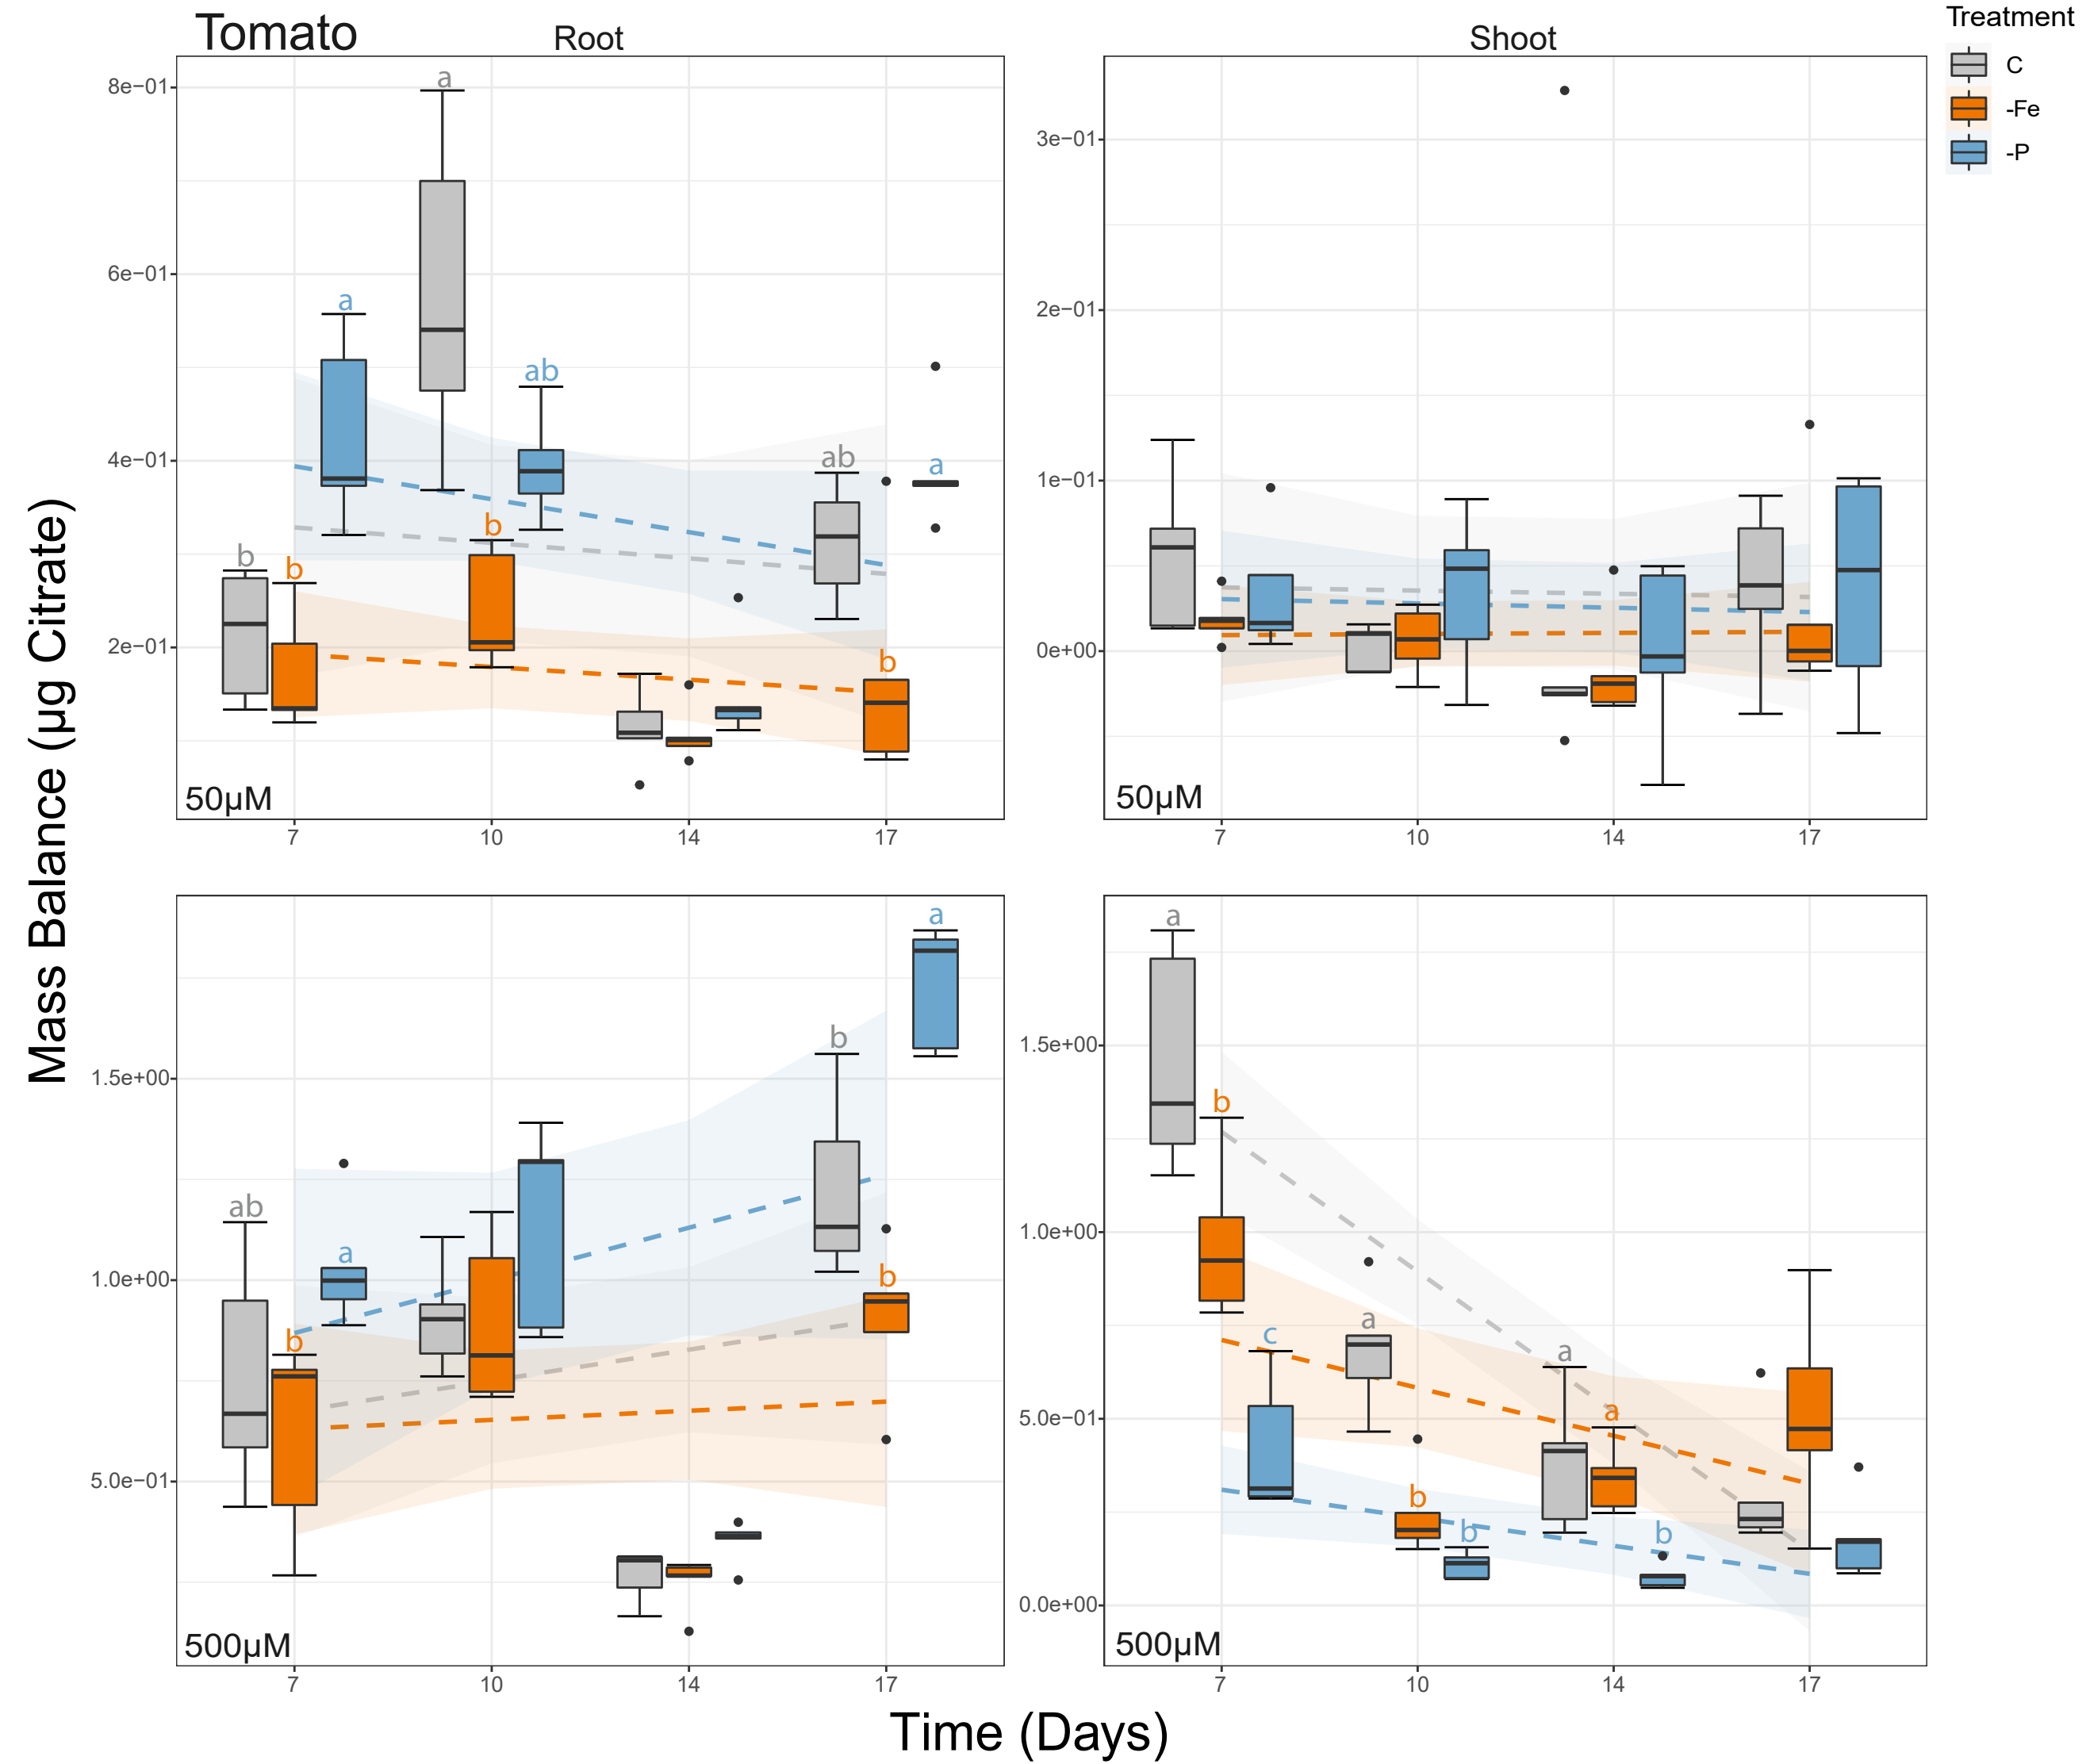 Tomato
Root
Shoot
Treatment
C
-Fe
-P
Mass Balance (µg Citrate)
8e−01
6e−01
4e−01
2e−01
b
b
a
a
b
ab
ab
b
a
50µM
7
10
14
17
3e−01
2e−01
1e−01
0e+00
50µM
7
10
14
17
1.5e+00
1.0e+00
5.0e−01
ab
b
a
b
b
a
500µM
7
10
14
17
1.5e+00
1.0e+00
5.0e−01
0.0e+00
a
b
c
a
b
b
a
a
b
500µM
7
10
14
17
Time (Days)